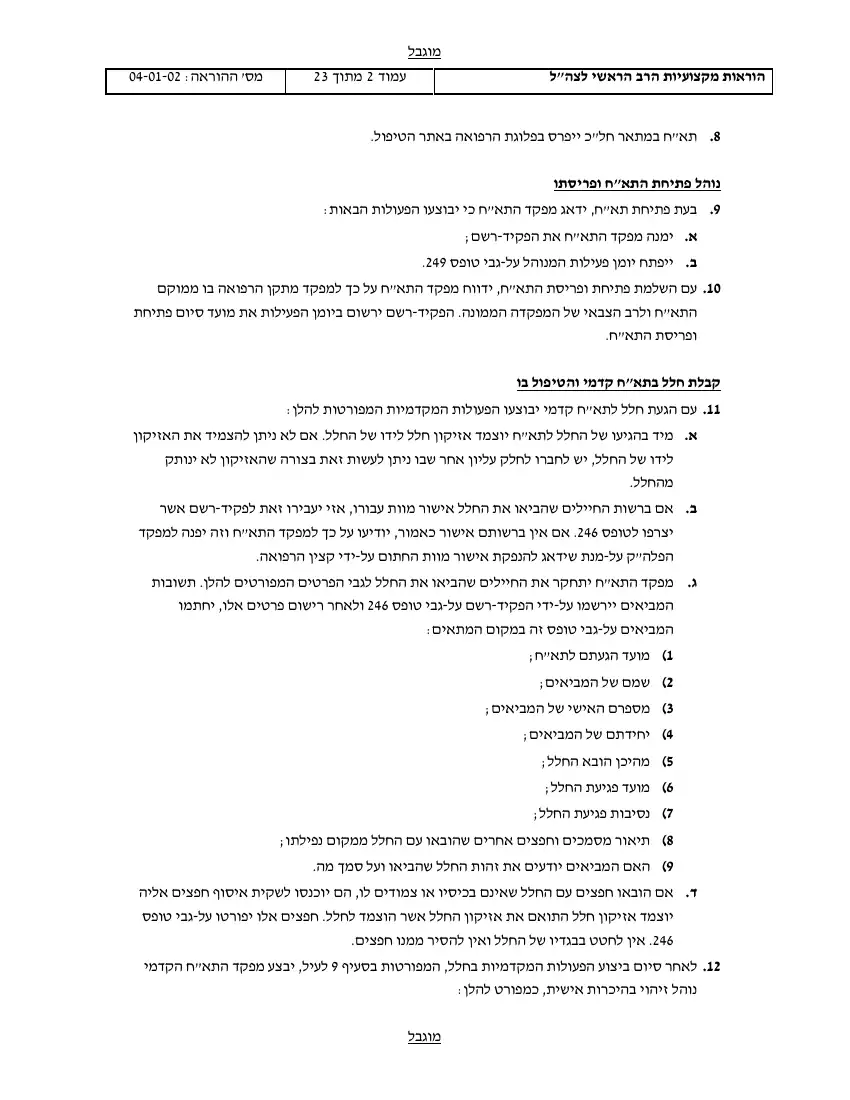 מוגבל
הוראות מקצועיות הרב הראשי לצה״ל עמוד 2 מתוך 23 מס׳ ההוראה: 04-01-02
8. תא״ח במתאר חל״כ ייפרס בפלוגת הרפואה באתר הטיפול.
נוהל פתיחת התא״ח ופריסתו
9. בעת פתיחת תא״ח, ידאג מפקד התא״ח כי יבוצעו הפעולות הבאות:
א. ימנה מפקד התא״ח את הפקיד-רשם;
ב. ייפתח יומן פעילות המנוהל על-גבי טופס 249.
10. עם השלמת פתיחת ופריסת התא״ח, ידווח מפקד התא״ח על כך למפקד מתקן הרפואה בו ממוקם
התא״ח ולרב הצבאי של המפקדה הממונה. הפקיד-רשם ירשום ביומן הפעילות את מועד סיום פתיחת
ופריסת התא״ח.
קבלת חלל בתא״ח קדמי והטיפול בו
11. עם הגעת חלל לתא״ח קדמי יבוצעו הפעולות המקדמיות המפורטות להלן:
א. מיד בהגיעו של החלל לתא״ח יוצמד אזיקון חלל לידו של החלל. אם לא ניתן להצמיד את האזיקון
לידו של החלל, יש לחברו לחלק עליון אחר שבו ניתן לעשות זאת בצורה שהאזיקון לא ינותק
מהחלל.
ב. אם ברשות החיילים שהביאו את החלל אישור מוות עבורו, אזי יעבירו זאת לפקיד-רשם אשר
יצרפו לטופס 246. אם אין ברשותם אישור כאמור, יודיעו על כך למפקד התא״ח וזה יפנה למפקד
הפלה״ק על-מנת שידאג להנפקת אישור מוות החתום על-ידי קצין הרפואה.
ג. מפקד התא״ח יתחקר את החיילים שהביאו את החלל לגבי הפרטים המפורטים להלן. תשובות
המביאים יירשמו על-ידי הפקיד-רשם על-גבי טופס 246 ולאחר רישום פרטים אלו, יחתמו
המביאים על-גבי טופס זה במקום המתאים:
1) מועד הגעתם לתא״ח;
2) שמם של המביאים;
3) מספרם האישי של המביאים;
4) יחידתם של המביאים;
5) מהיכן הובא החלל;
6) מועד פגיעת החלל;
7) נסיבות פגיעת החלל;
8) תיאור מסמכים וחפצים אחרים שהובאו עם החלל ממקום נפילתו;
9) האם המביאים יודעים את זהות החלל שהביאו ועל סמך מה.
ד. אם הובאו חפצים עם החלל שאינם בכיסיו או צמודים לו, הם יוכנסו לשקית איסוף חפצים אליה
יוצמד אזיקון חלל התואם את אזיקון החלל אשר הוצמד לחלל. חפצים אלו יפורטו על-גבי טופס
246. אין לחטט בבגדיו של החלל ואין להסיר ממנו חפצים.
12. לאחר סיום ביצוע הפעולות המקדמיות בחלל, המפורטות בסעיף 9 לעיל, יבצע מפקד התא״ח הקדמי
נוהל זיהוי בהיכרות אישית, כמפורט להלן:
מוגבל